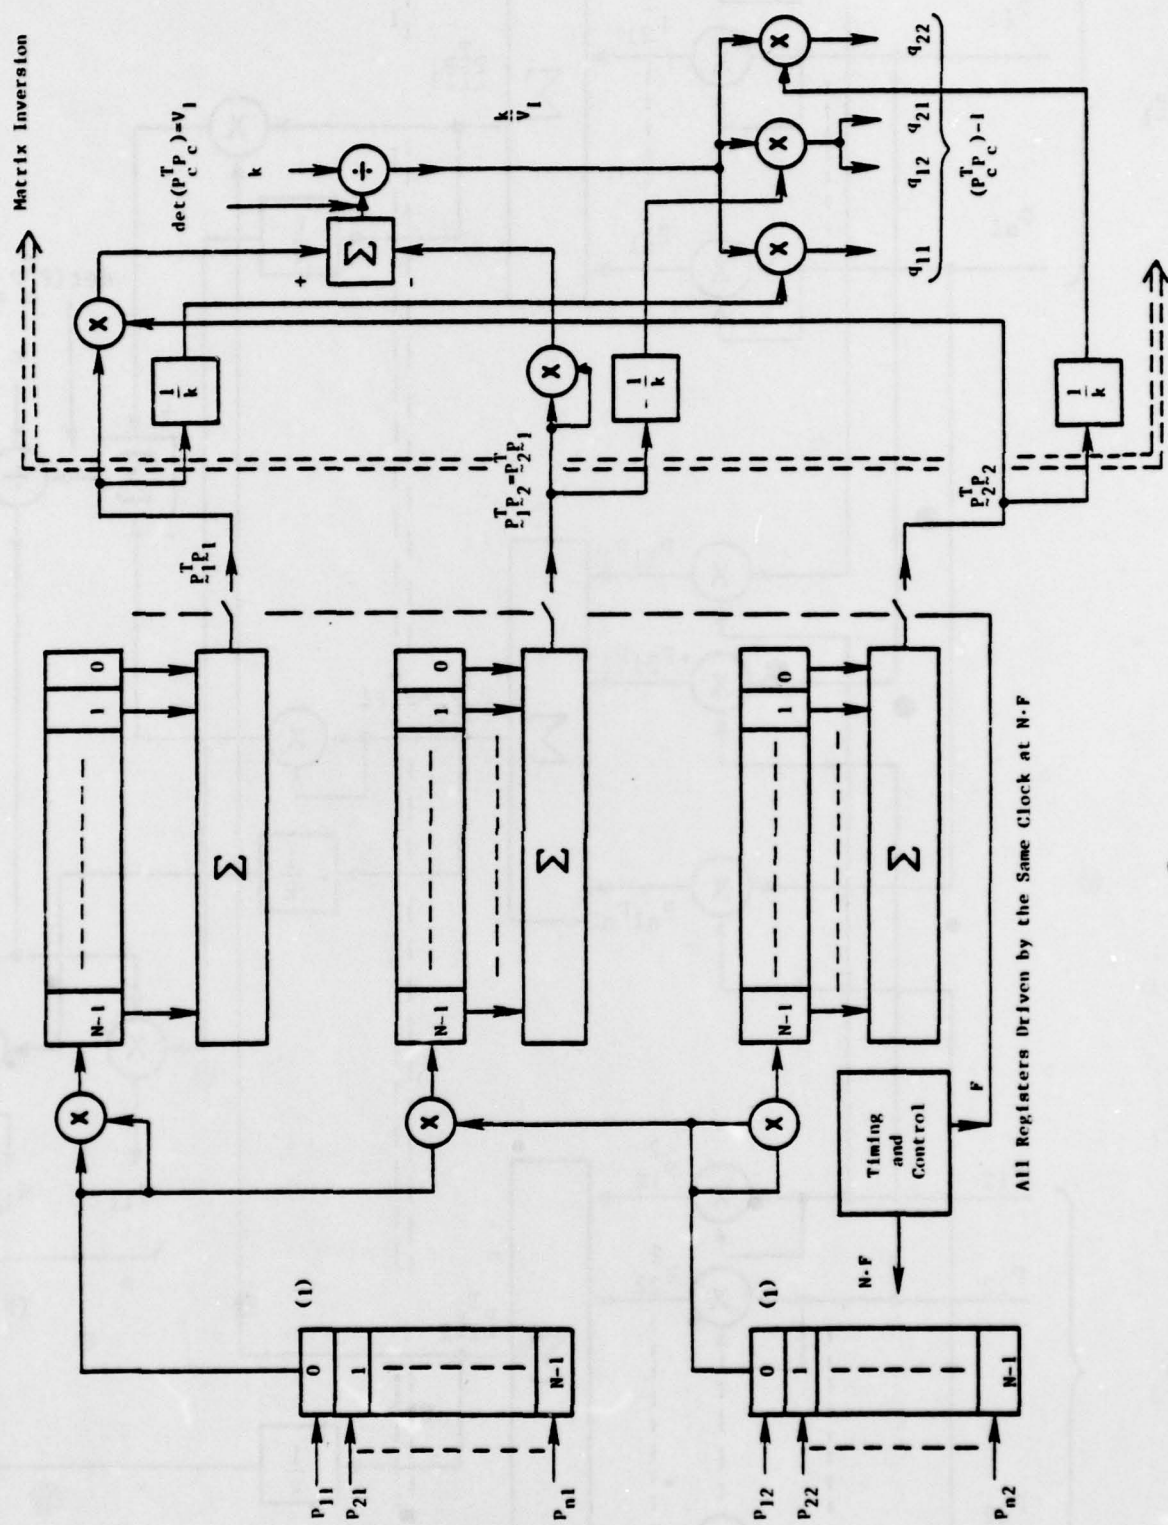 Matrix Inversion
det(P_c^T P_c)=V_1
k
k/V_1
+
Σ
-
÷
X
1/k
X
- 1/k
1/k
X
X
X
q_11
q_12
q_21
q_22
(P_c^T P_c)-1
P_1^T P_1
P_1^T P_2=P_2^T P_1
P_2^T P_2
N-1
1
0
Σ
N-1
1
0
Σ
N-1
1
0
Σ
X
X
X
Timing
and
Control
F
N·F
All Registers Driven by the Same Clock at N·F
(1)
0
1
N-1
P_11
P_21
P_n1
(1)
0
1
N-1
P_12
P_22
P_n2